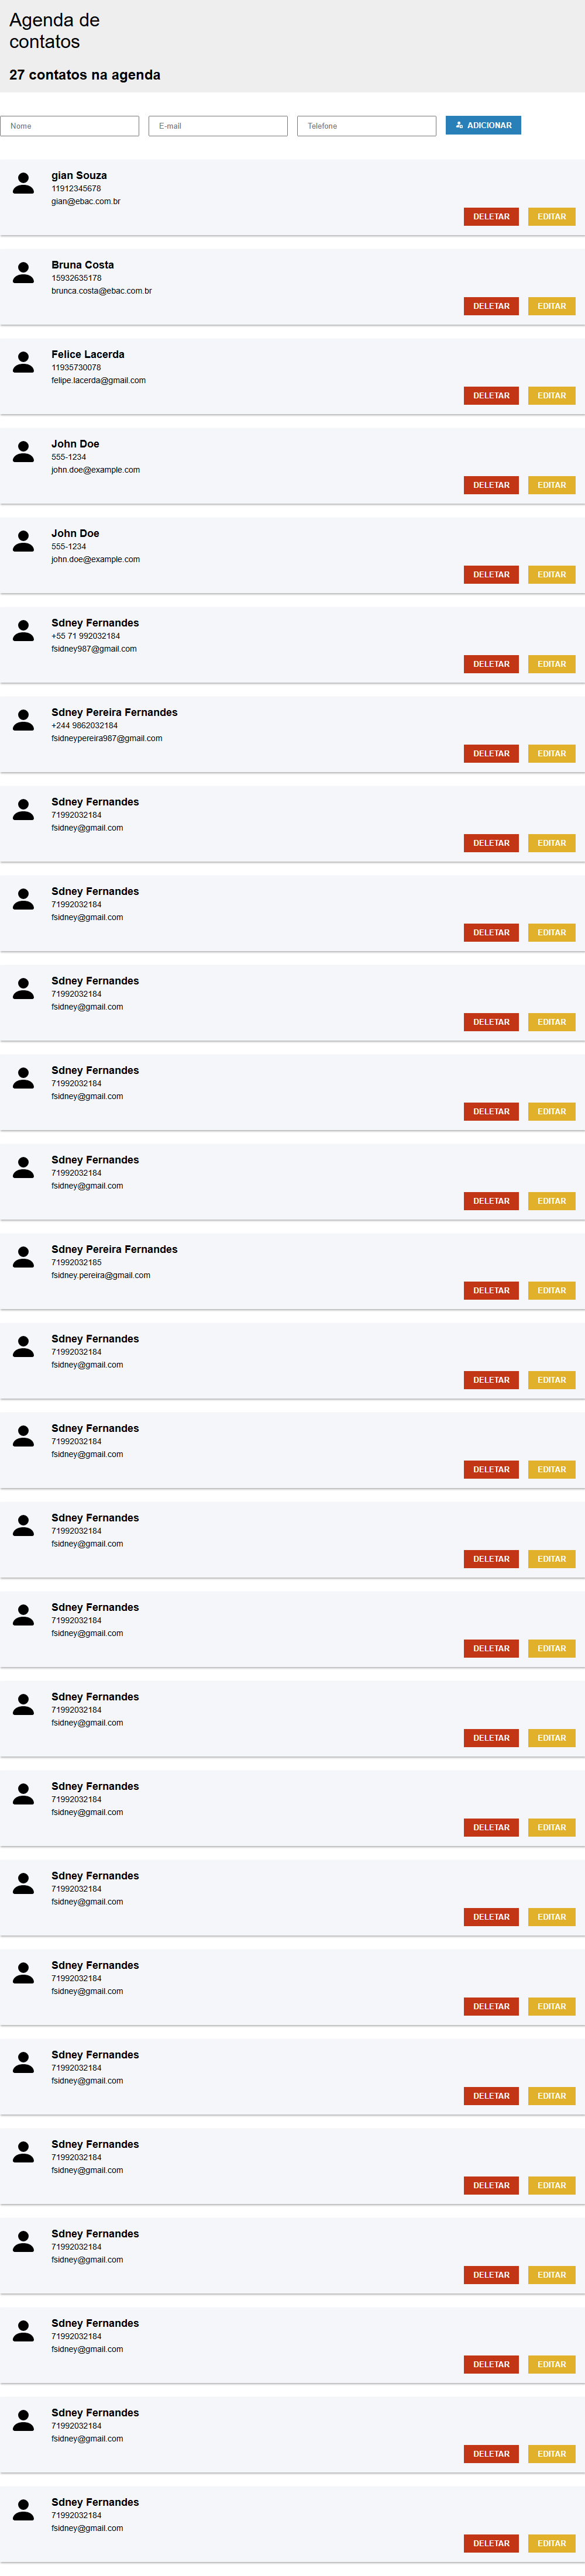 Agenda de
contatos
27 contatos na agenda
Nome E-mail Telefone ADICIONAR
gian Souza
11912345678
gian@ebac.com.br
DELETAR EDITAR
Bruna Costa
15932635178
brunca.costa@ebac.com.br
DELETAR EDITAR
Felice Lacerda
11935730078
felipe.lacerda@gmail.com
DELETAR EDITAR
John Doe
555-1234
john.doe@example.com
DELETAR EDITAR
John Doe
555-1234
john.doe@example.com
DELETAR EDITAR
Sdney Fernandes
+55 71 992032184
fsidney987@gmail.com
DELETAR EDITAR
Sdney Pereira Fernandes
+244 9862032184
fsidneypereira987@gmail.com
DELETAR EDITAR
Sdney Fernandes
71992032184
fsidney@gmail.com
DELETAR EDITAR
Sdney Fernandes
71992032184
fsidney@gmail.com
DELETAR EDITAR
Sdney Fernandes
71992032184
fsidney@gmail.com
DELETAR EDITAR
Sdney Fernandes
71992032184
fsidney@gmail.com
DELETAR EDITAR
Sdney Fernandes
71992032184
fsidney@gmail.com
DELETAR EDITAR
Sdney Pereira Fernandes
71992032185
fsidney.pereira@gmail.com
DELETAR EDITAR
Sdney Fernandes
71992032184
fsidney@gmail.com
DELETAR EDITAR
Sdney Fernandes
71992032184
fsidney@gmail.com
DELETAR EDITAR
Sdney Fernandes
71992032184
fsidney@gmail.com
DELETAR EDITAR
Sdney Fernandes
71992032184
fsidney@gmail.com
DELETAR EDITAR
Sdney Fernandes
71992032184
fsidney@gmail.com
DELETAR EDITAR
Sdney Fernandes
71992032184
fsidney@gmail.com
DELETAR EDITAR
Sdney Fernandes
71992032184
fsidney@gmail.com
DELETAR EDITAR
Sdney Fernandes
71992032184
fsidney@gmail.com
DELETAR EDITAR
Sdney Fernandes
71992032184
fsidney@gmail.com
DELETAR EDITAR
Sdney Fernandes
71992032184
fsidney@gmail.com
DELETAR EDITAR
Sdney Fernandes
71992032184
fsidney@gmail.com
DELETAR EDITAR
Sdney Fernandes
71992032184
fsidney@gmail.com
DELETAR EDITAR
Sdney Fernandes
71992032184
fsidney@gmail.com
DELETAR EDITAR
Sdney Fernandes
71992032184
fsidney@gmail.com
DELETAR EDITAR